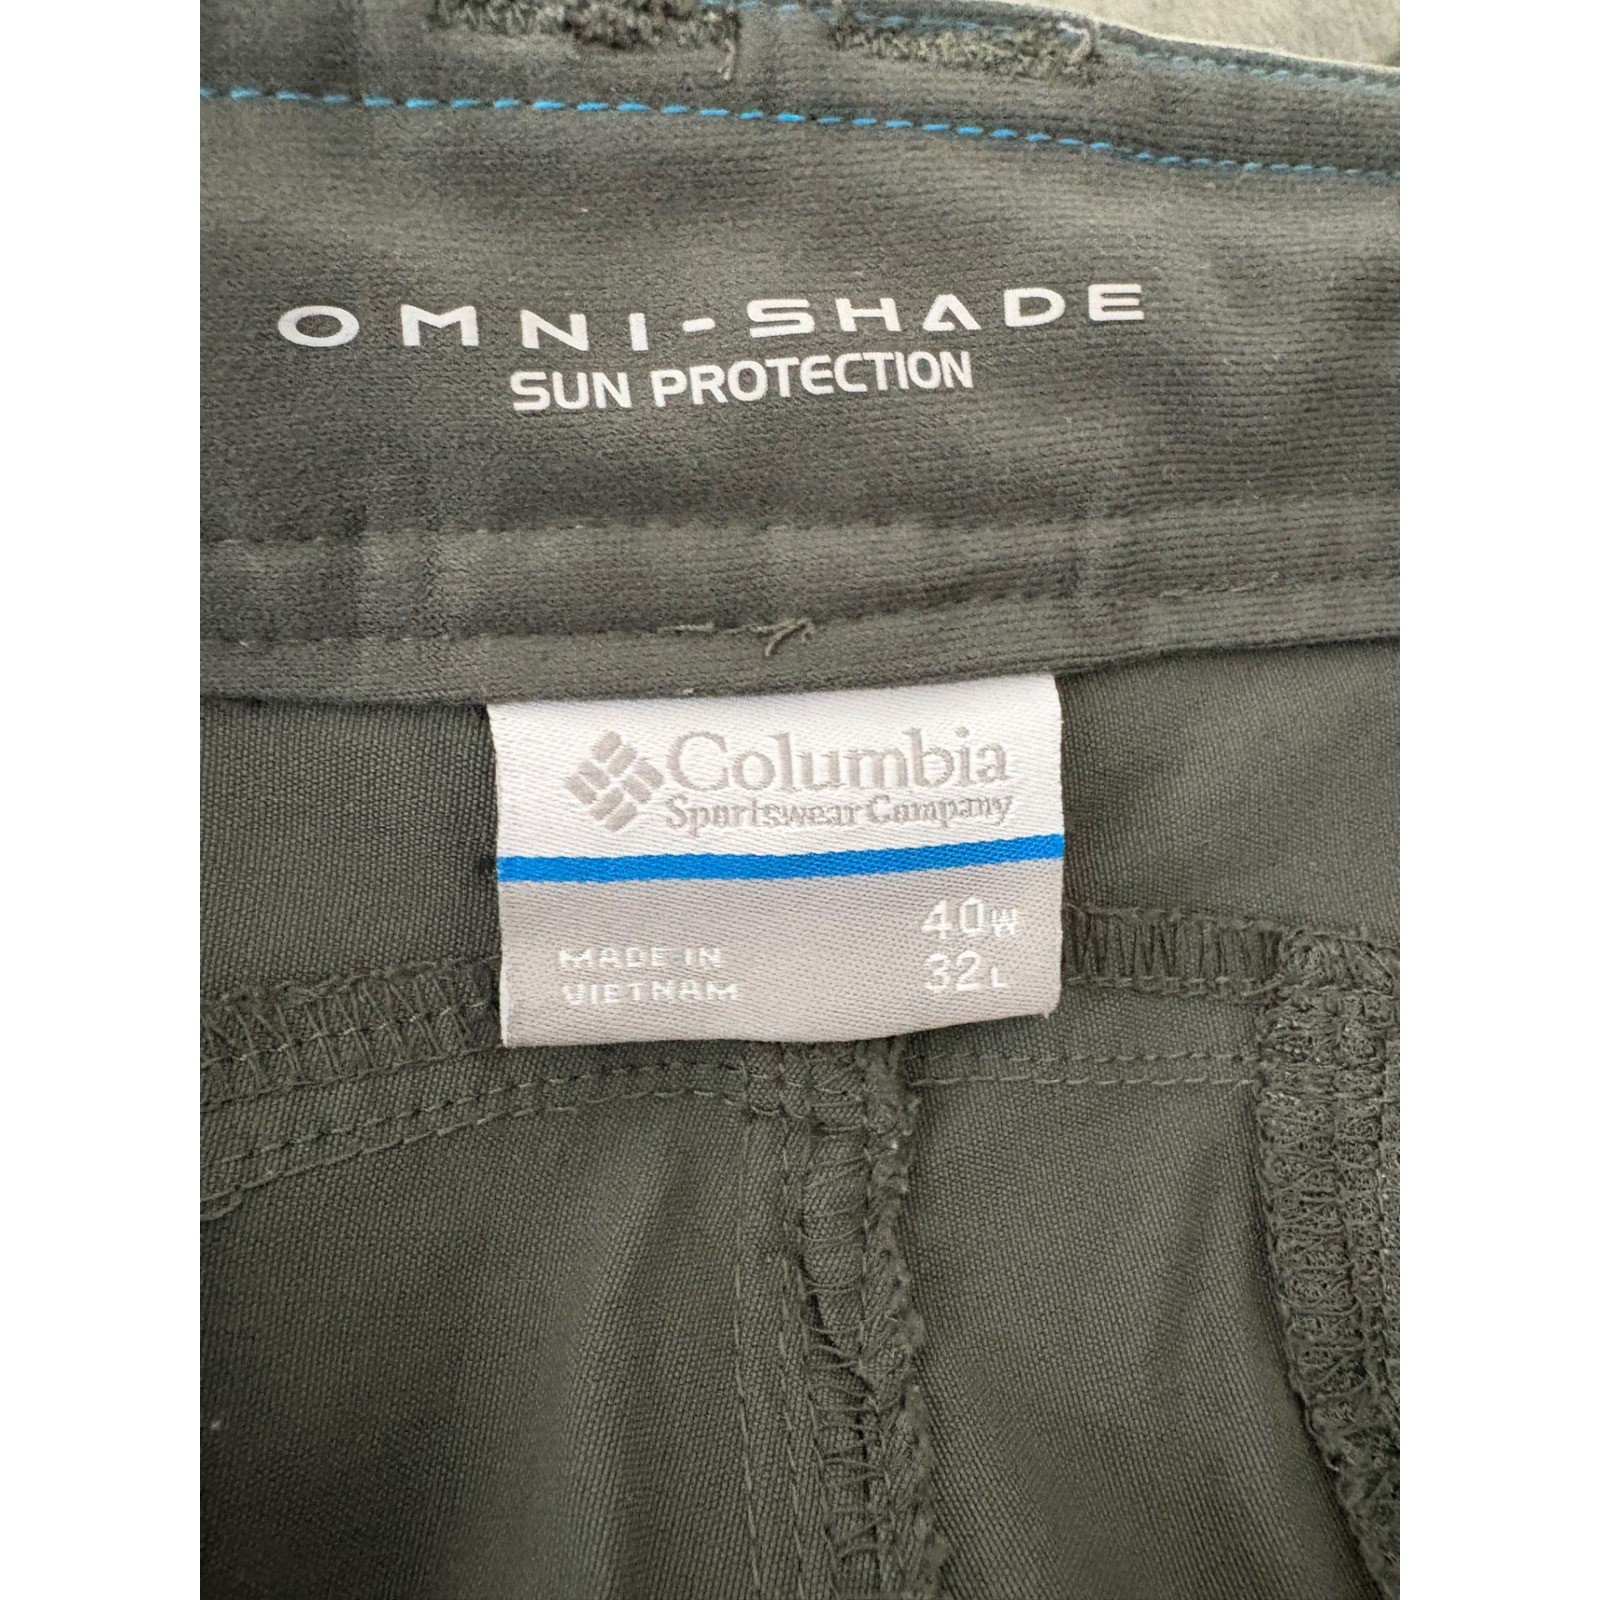 OMNI-SHADE
SUN PROTECTION
Columbia
Sportswear Company
40W
MADE IN
32L
VIETNAM